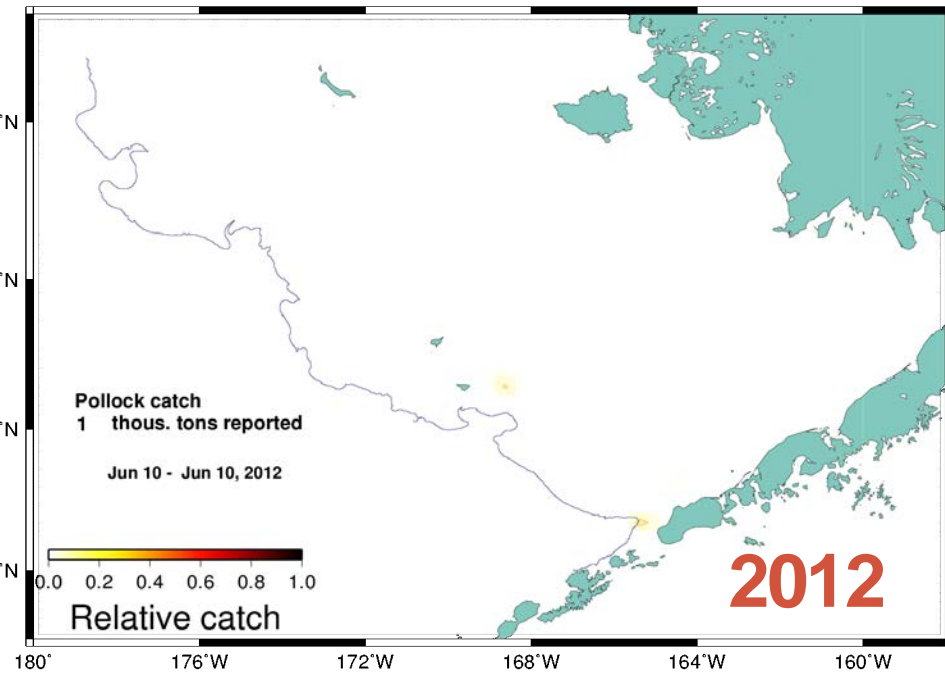 °N
°N
°N
°N
Pollock catch
1 thous. tons reported
Jun 10 - Jun 10, 2012
0.0 0.2 0.4 0.6 0.8 1.0
Relative catch
2012
180° 176°W 172°W 168°W 164°W 160°W